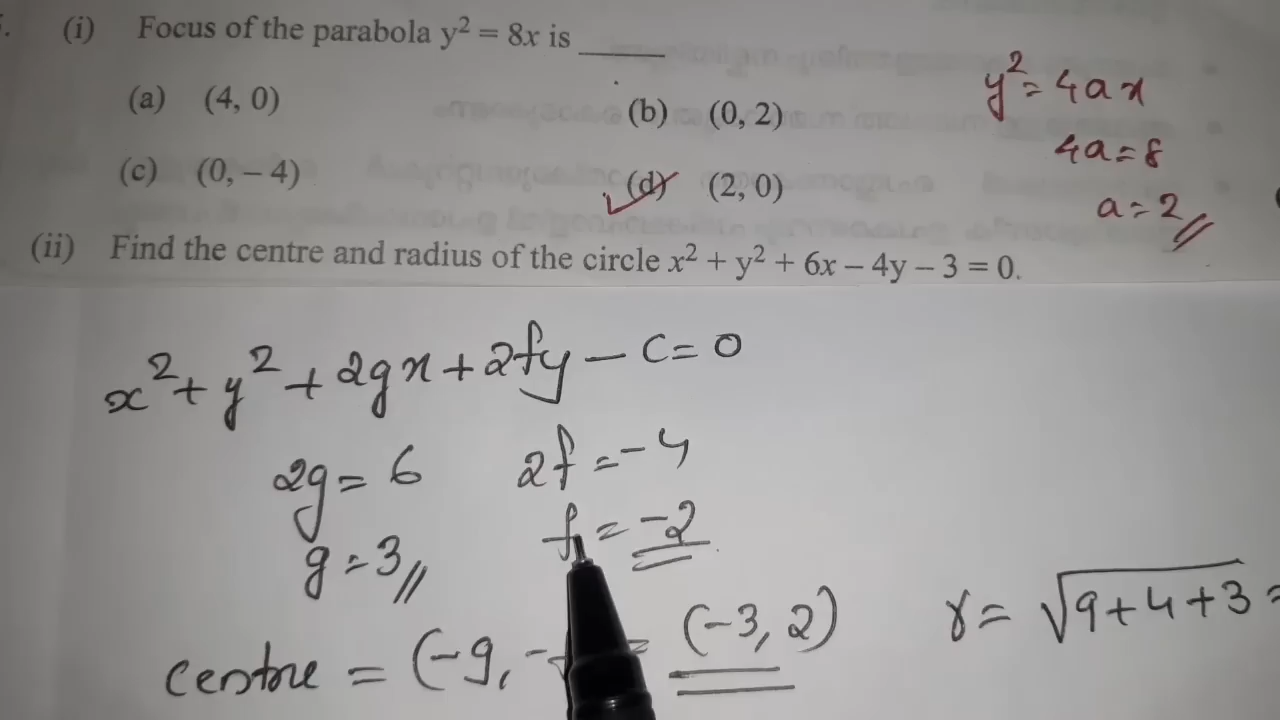 (i) Focus of the parabola y² = 8x is ______
(a) (4, 0)
(b) (0, 2)
(c) (0, – 4)
(d) (2, 0)
y² = 4ax
4a = 8
a = 2
(ii) Find the centre and radius of the circle x² + y² + 6x – 4y – 3 = 0.
x² + y² + 2gx + 2fy – c = 0
2g = 6 2f = -4
g = 3 f = -2
centre = (-g, - = (-3, 2)
r = √9+4+3 =